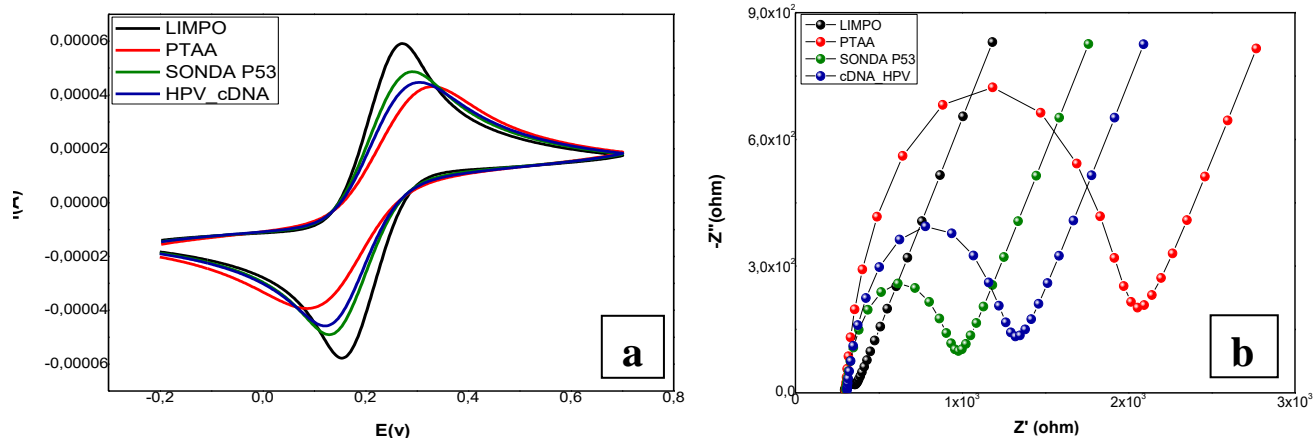 0,00006
0,00004
0,00002
0,00000
-0,00002
-0,00004
-0,00006
I(A)
LIMPO
PTAA
SONDA P53
HPV_cDNA
a
-0,2 0,0 0,2 0,4 0,6 0,8
E(v)
9,0x10²
6,0x10²
3,0x10²
0,0
-Z''(ohm)
LIMPO
PTAA
SONDA P53
cDNA_HPV
b
0 1x10³ 2x10³ 3x10³
Z' (ohm)